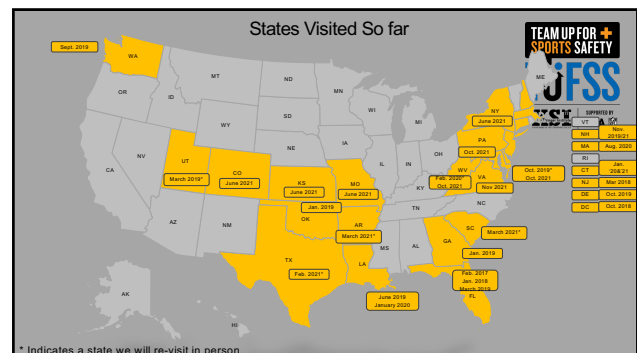 States Visited So far
TEAM UP FOR +
SPORTS SAFETY
FSS
KSI
SUPPORTED BY
Sept. 2019
WA
MT
ND
MN
ME
OR
ID
WI
MI
NY
June 2021
SD
WY
IA
NE
PA
Oct. 2021
VT
NH
Nov.
2019/21
MA
Aug. 2020
RI
CT
Jan.
NJ
Mar 2018
DE
Oct. 2019
DC
Oct. 2018
NV
UT
March 2019*
CO
June 2021
IL
IN
OH
WV
Feb. 2020*
Oct. 2021
VA
Nov 2021
Oct. 2019*
Oct. 2021
CA
KS
June 2021
MO
June 2021
KY
Jan. 2019
NC
TN
AZ
NM
OK
AR
March 2021*
SC
March 2021*
MS
AL
GA
Jan. 2019
TX
Feb. 2021*
LA
Feb. 2017
Jan. 2018
March 2019
FL
June 2019
January 2020
AK
HI
* Indicates a state we will re-visit in person